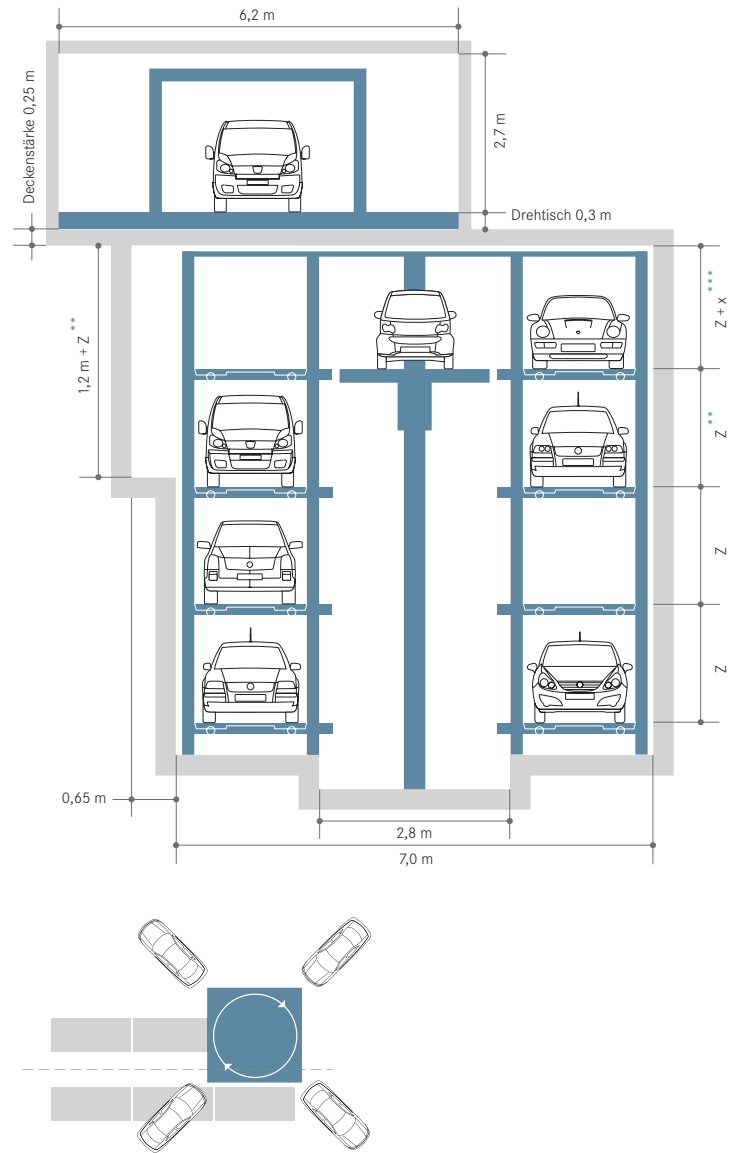 6,2 m
Deckenstärke 0,25 m
2,7 m
Drehtisch 0,3 m
1,2 m + Z **
Z + x ***
Z **
Z
Z
0,65 m
2,8 m
7,0 m